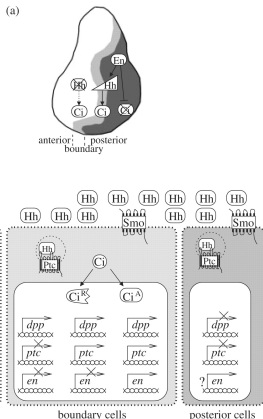 (a)
En
Hh Hh
Ci Ci Ci
anterior posterior
boundary
Hh Hh Hh Hh Hh
Hh Hh Hh Smo Hh Hh Smo
Hh Hh
Ptc Ptc
Ci
Ci R Ci A
dpp dpp dpp dpp
ptc ptc ptc ptc
en en en ? en
boundary cells posterior cells